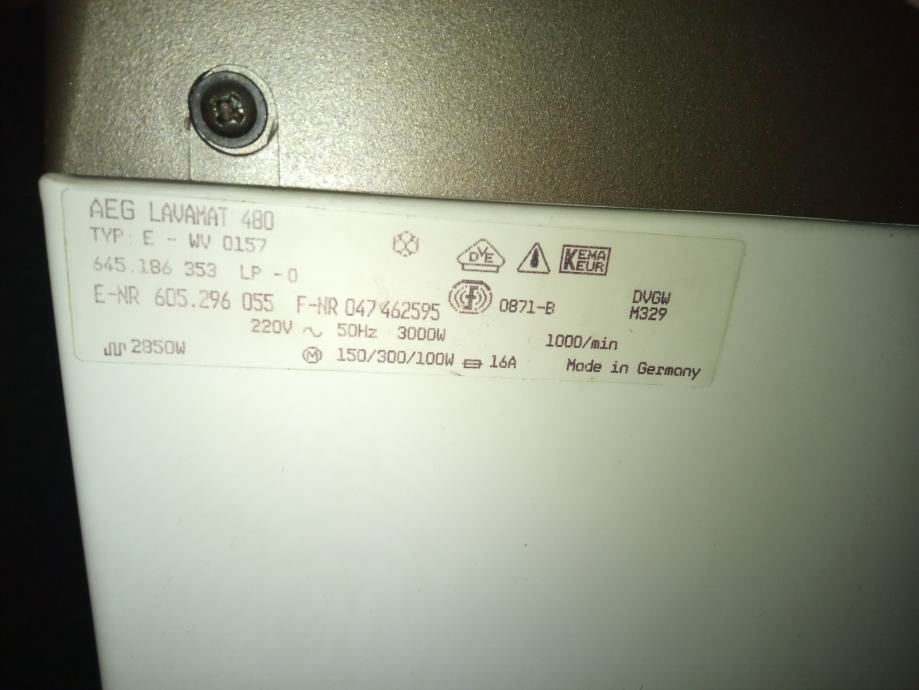 AEG LAVAMAT 480
TYP: E - WV 0157
645.186 353 LP - 0
DVE
KEMA
EUR
E-NR 605.296 055 F-NR 047 462595
0871-B
DVGW
M329
220V ~ 50Hz 3000W
1000/min
2850W
M 150/300/100W
16A
Made in Germany